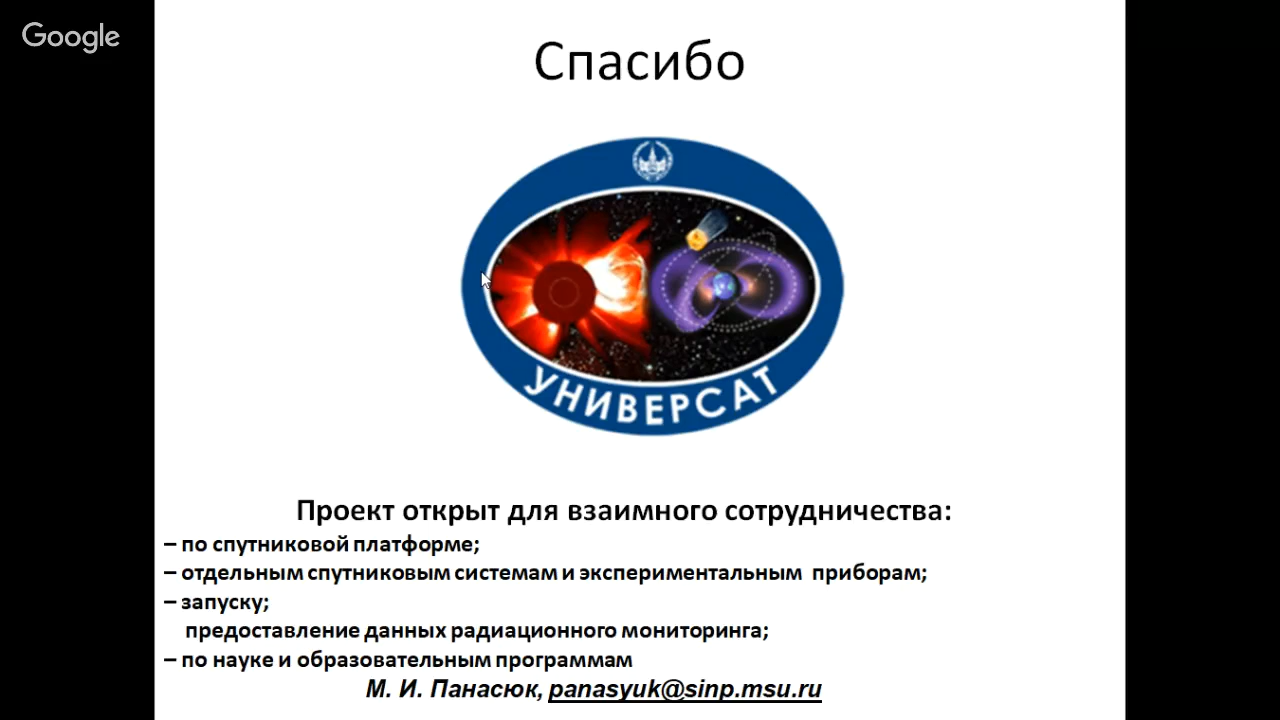 Google
Спасибо
УНИВЕРСАТ
Проект открыт для взаимного сотрудничества:
– по спутниковой платформе;
– отдельным спутниковым системам и экспериментальным приборам;
– запуску;
предоставление данных радиационного мониторинга;
– по науке и образовательным программам
М. И. Панасюк, panasyuk@sinp.msu.ru